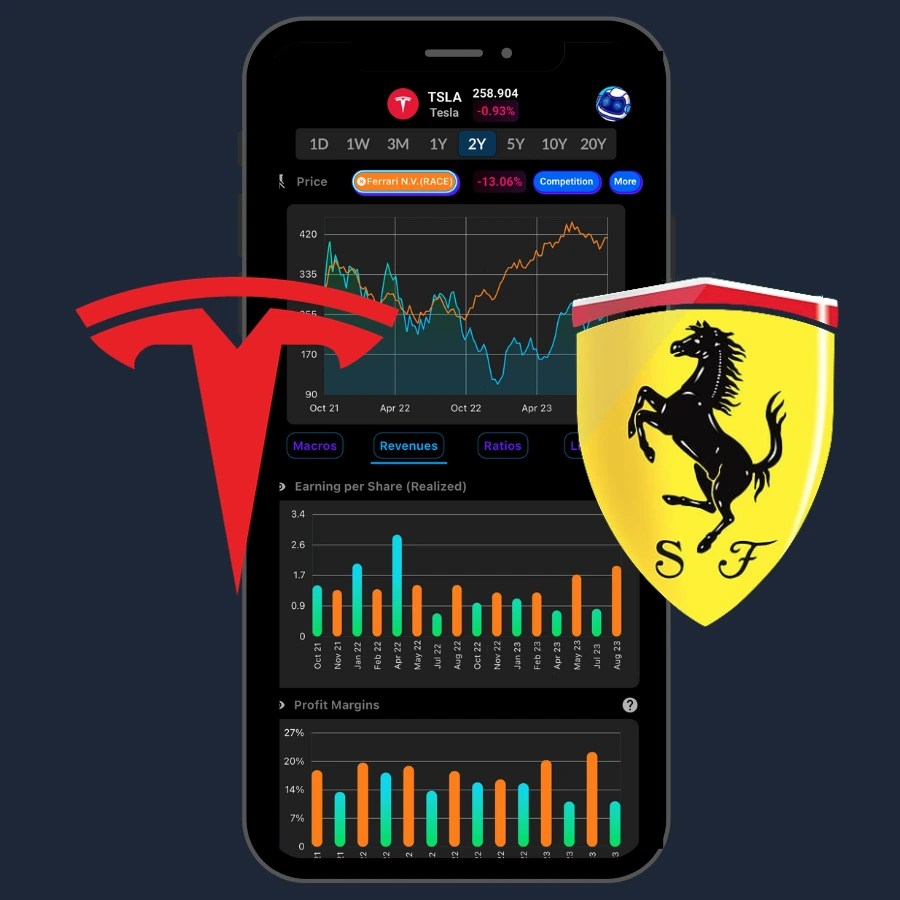 TSLA 258.904
Tesla -0.93%
1D 1W 3M 1Y 2Y 5Y 10Y 20Y
Price Ferrari N.V.(RACE) -13.06% Competition More
420
335
170
90
Oct 21 Apr 22 Oct 22 Apr 23
Macros Revenues Ratios
Earning per Share (Realized)
3.4
2.6
1.7
0.9
0
Oct 21 Nov 21 Jan 22 Feb 22 Apr 22 May 22 Jul 22 Aug 22 Oct 22 Nov 22 Jan 23 Feb 23 Apr 23 May 23 Jul 23 Aug 23
S F
Profit Margins ?
27%
20%
14%
7%
0